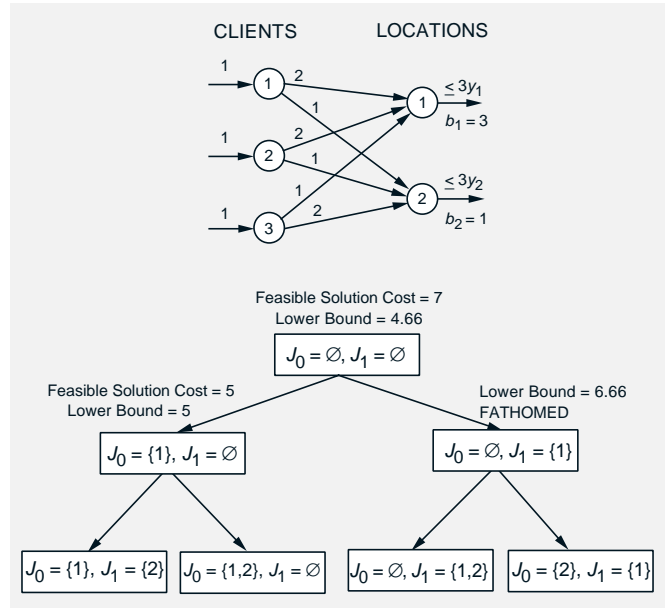 CLIENTS
LOCATIONS
1
1
2
1
1
≤ 3y1
b1 = 3
1
2
2
1
2
≤ 3y2
b2 = 1
1
3
1
2
Feasible Solution Cost = 7
Lower Bound = 4.66
J0 = ∅, J1 = ∅
Feasible Solution Cost = 5
Lower Bound = 5
J0 = {1}, J1 = ∅
Lower Bound = 6.66
FATHOMED
J0 = ∅, J1 = {1}
J0 = {1}, J1 = {2}
J0 = {1,2}, J1 = ∅
J0 = ∅, J1 = {1,2}
J0 = {2}, J1 = {1}